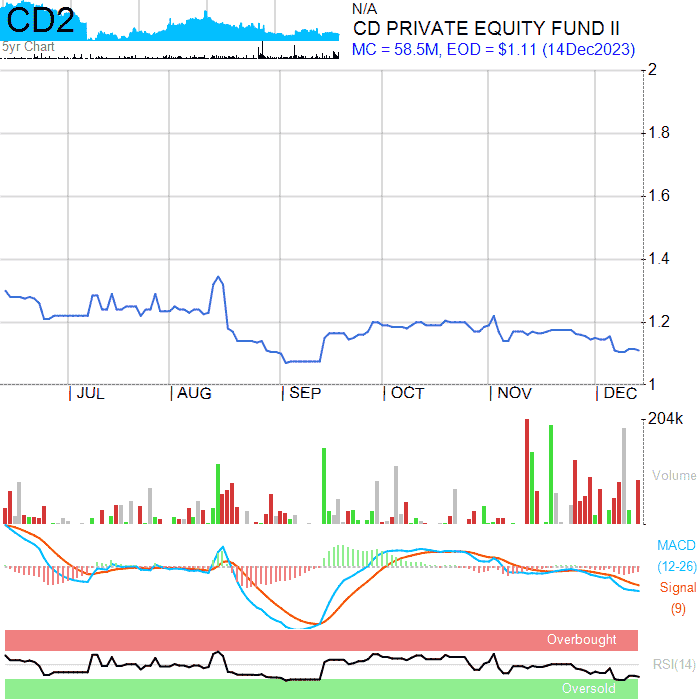 CD2
5yr Chart
N/A
CD PRIVATE EQUITY FUND II
MC = 58.5M, EOD = $1.11 (14Dec2023)
2
1.8
1.6
1.4
1.2
1
JUL AUG SEP OCT NOV DEC
204k
Volume
MACD
(12-26)
Signal
(9)
Overbought
RSI(14)
Oversold